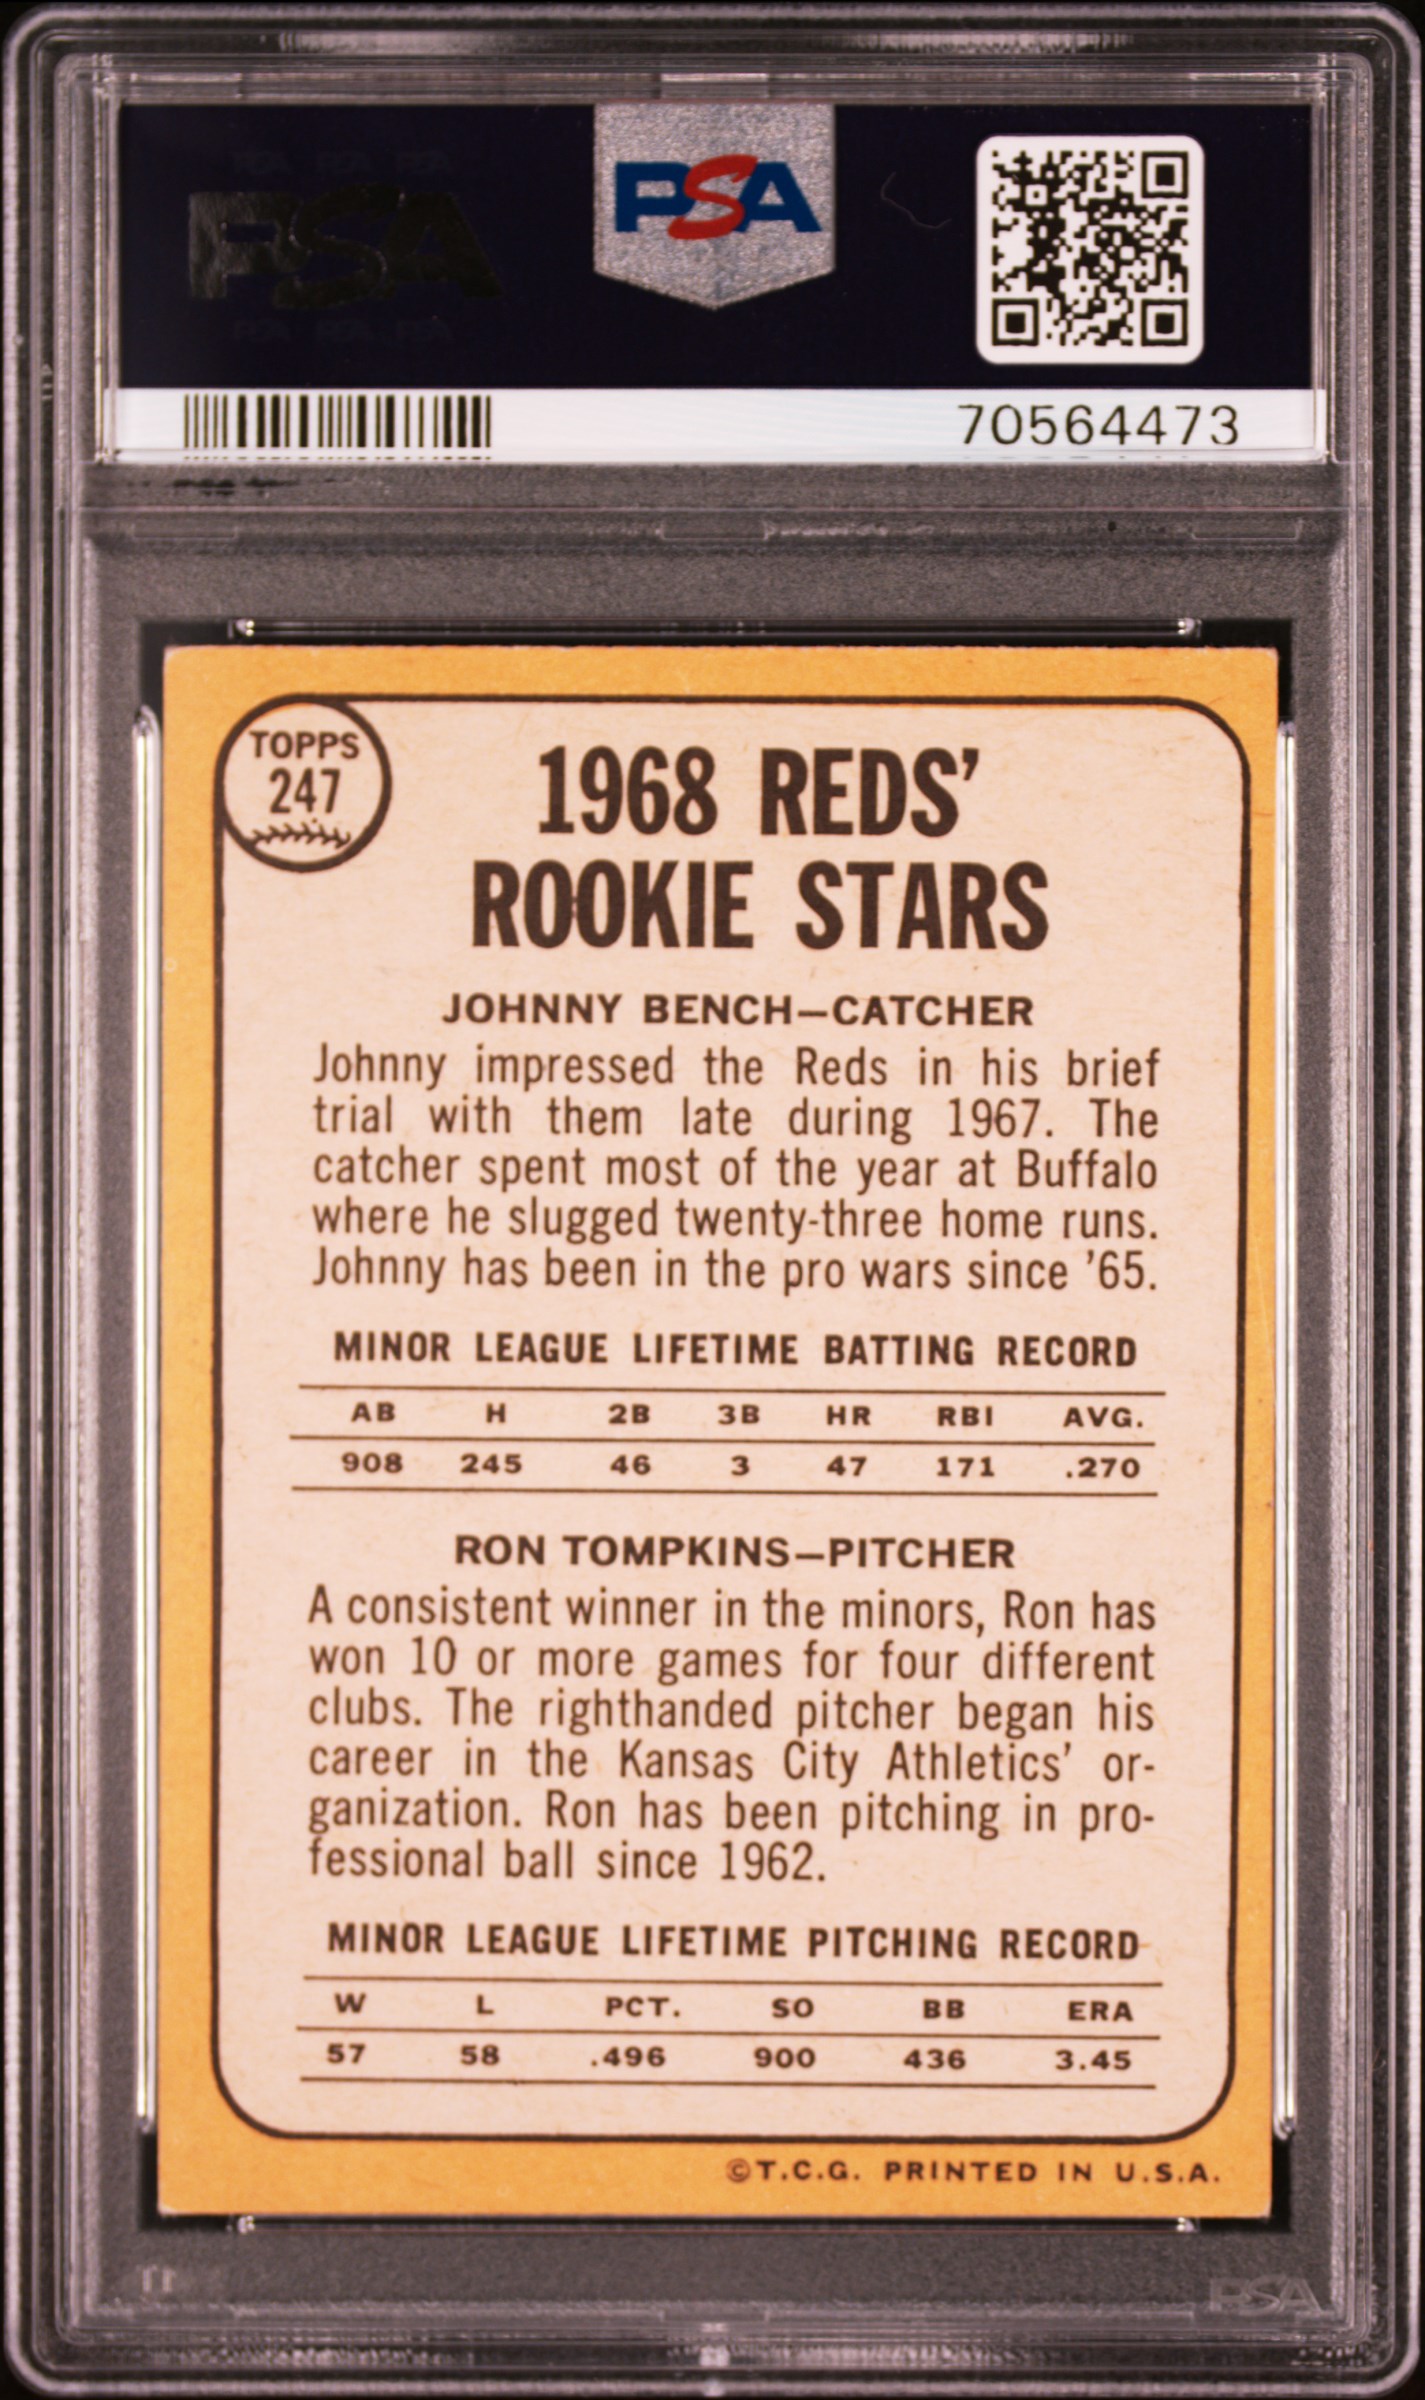 PSA
PSA
70564473
TOPPS
247
1968 REDS'
ROOKIE STARS
JOHNNY BENCH—CATCHER
Johnny impressed the Reds in his brief
trial with them late during 1967. The
catcher spent most of the year at Buffalo
where he slugged twenty-three home runs.
Johnny has been in the pro wars since '65.
MINOR LEAGUE LIFETIME BATTING RECORD
AB H 2B 3B HR RBI AVG.
908 245 46 3 47 171 .270
RON TOMPKINS—PITCHER
A consistent winner in the minors, Ron has
won 10 or more games for four different
clubs. The righthanded pitcher began his
career in the Kansas City Athletics' or-
ganization. Ron has been pitching in pro-
fessional ball since 1962.
MINOR LEAGUE LIFETIME PITCHING RECORD
W L PCT. SO BB ERA
57 58 .496 900 436 3.45
©T.C.G. PRINTED IN U.S.A.
PSA